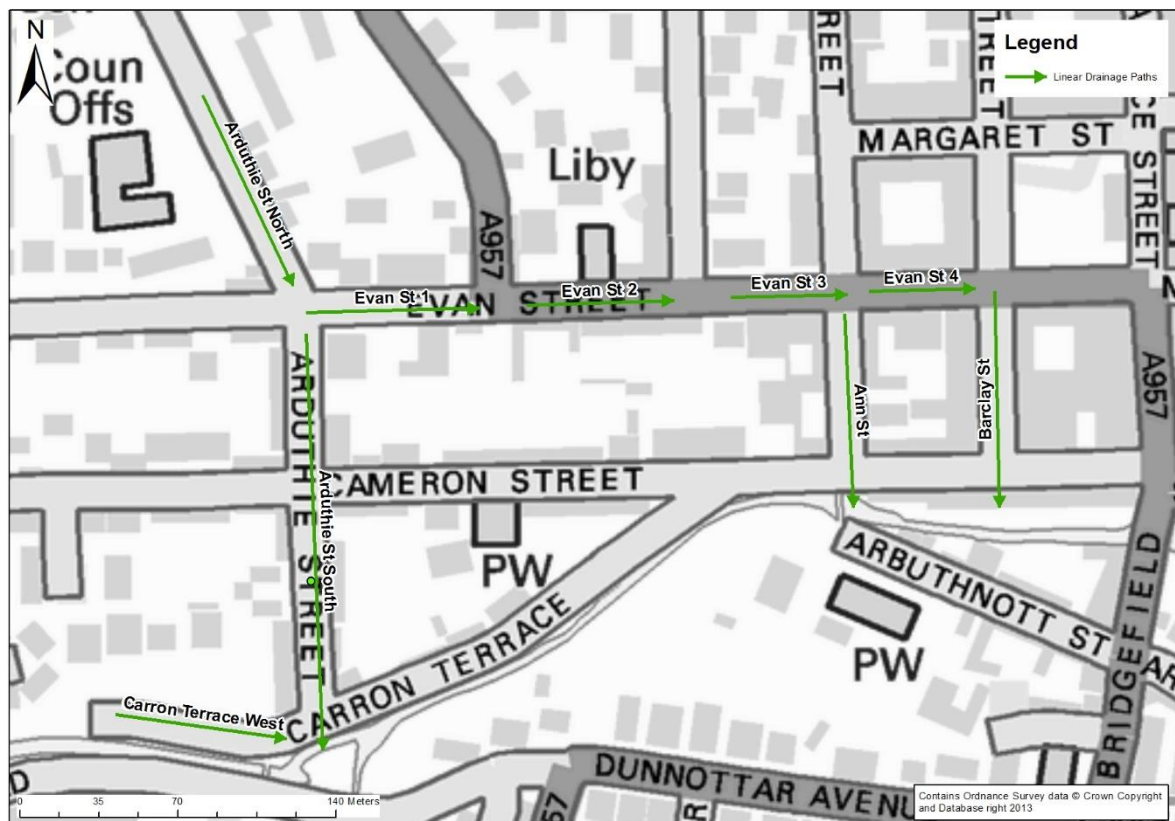 N
Coun
Offs
Arduthie St North
A957
Liby
REET
TREET
Legend
Linear Drainage Paths
MARGARET ST
CE STREET
Evan St 1
Evan St 2
Evan St 3
Evan St 4
EVAN STREET
A957
ARDUTHIE STREET
Arduthie St South
Ann St
Barclay St
CAMERON STREET
PW
ARBUTHNOTT ST
PW
BRIDGEFIELD
CARRON TERRACE
Carron Terrace West
DUNNOTTAR AVENU
D
0 35 70 140 Meters
Contains Ordnance Survey data © Crown Copyright
and Database right 2013